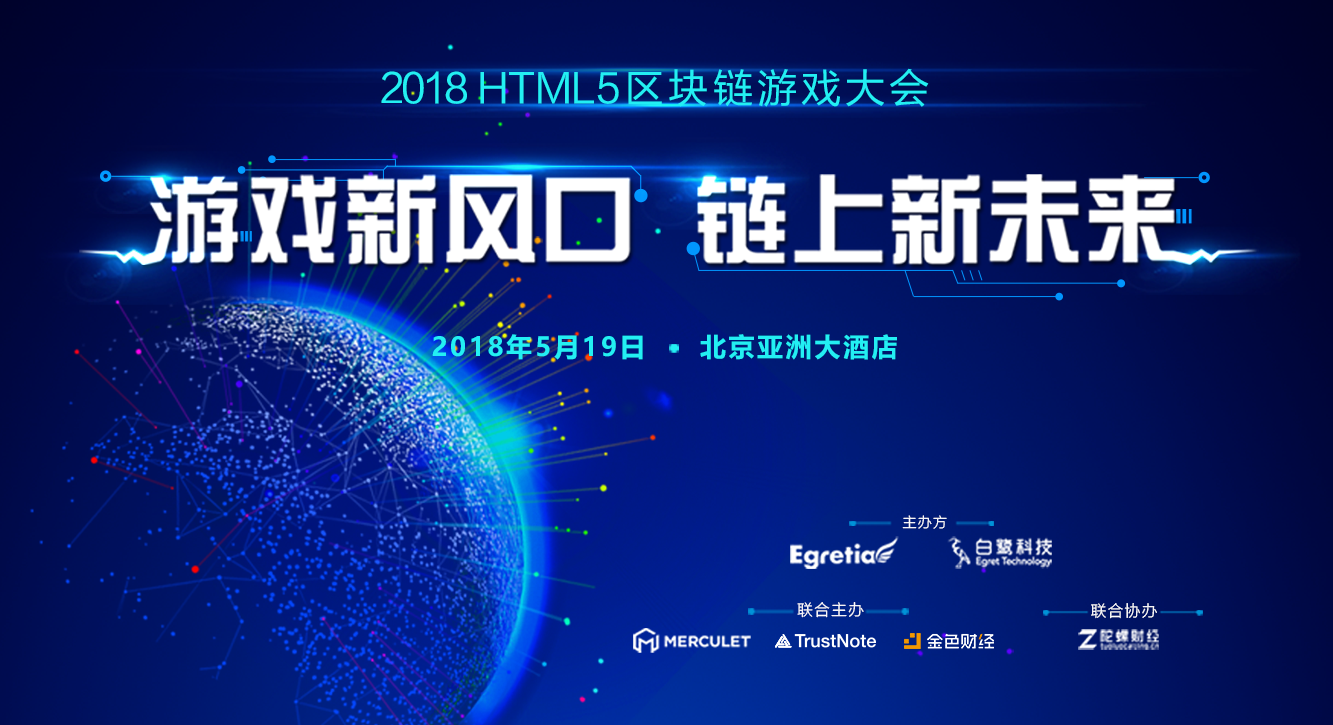 2018 HTML5区块链游戏大会
游戏新风口 链上新未来
2018年5月19日 · 北京亚洲大酒店
主办方
Egretia 白鹭科技
Egret Technology
联合主办 联合协办
MERCULET TrustNote 金色财经 陀螺财经
tuoluocaijing.cn